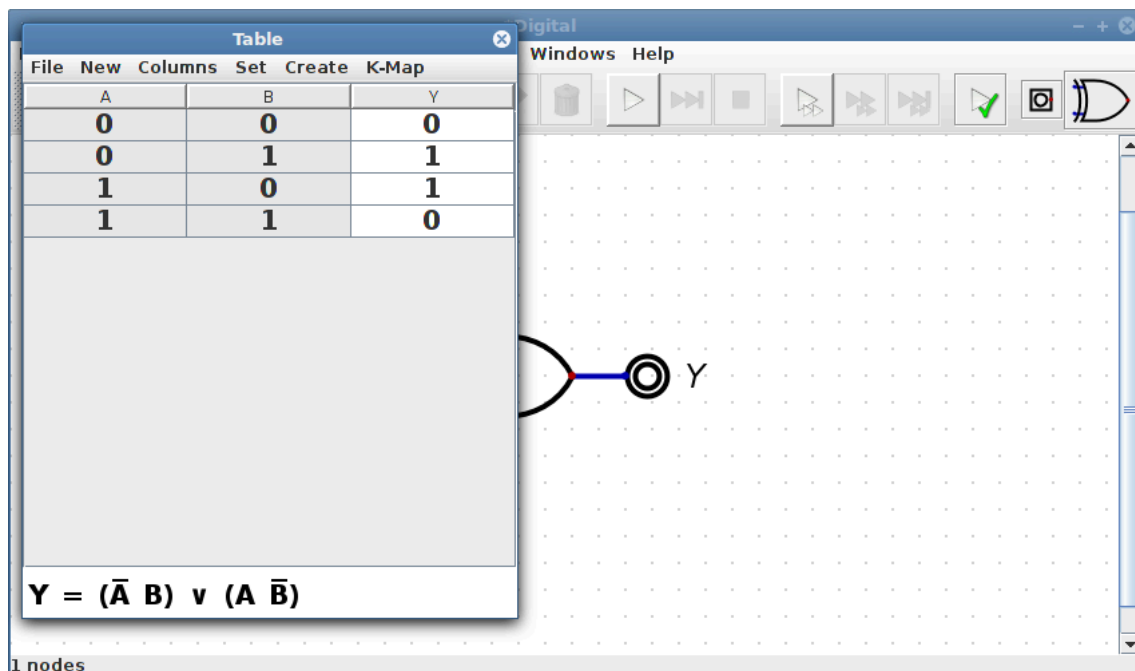 Digital
Windows Help
Table
File New Columns Set Create K-Map
A B Y
0 0 0
0 1 1
1 0 1
1 1 0
Y
Y = (A̅ B) ∨ (A B̅)
1 nodes